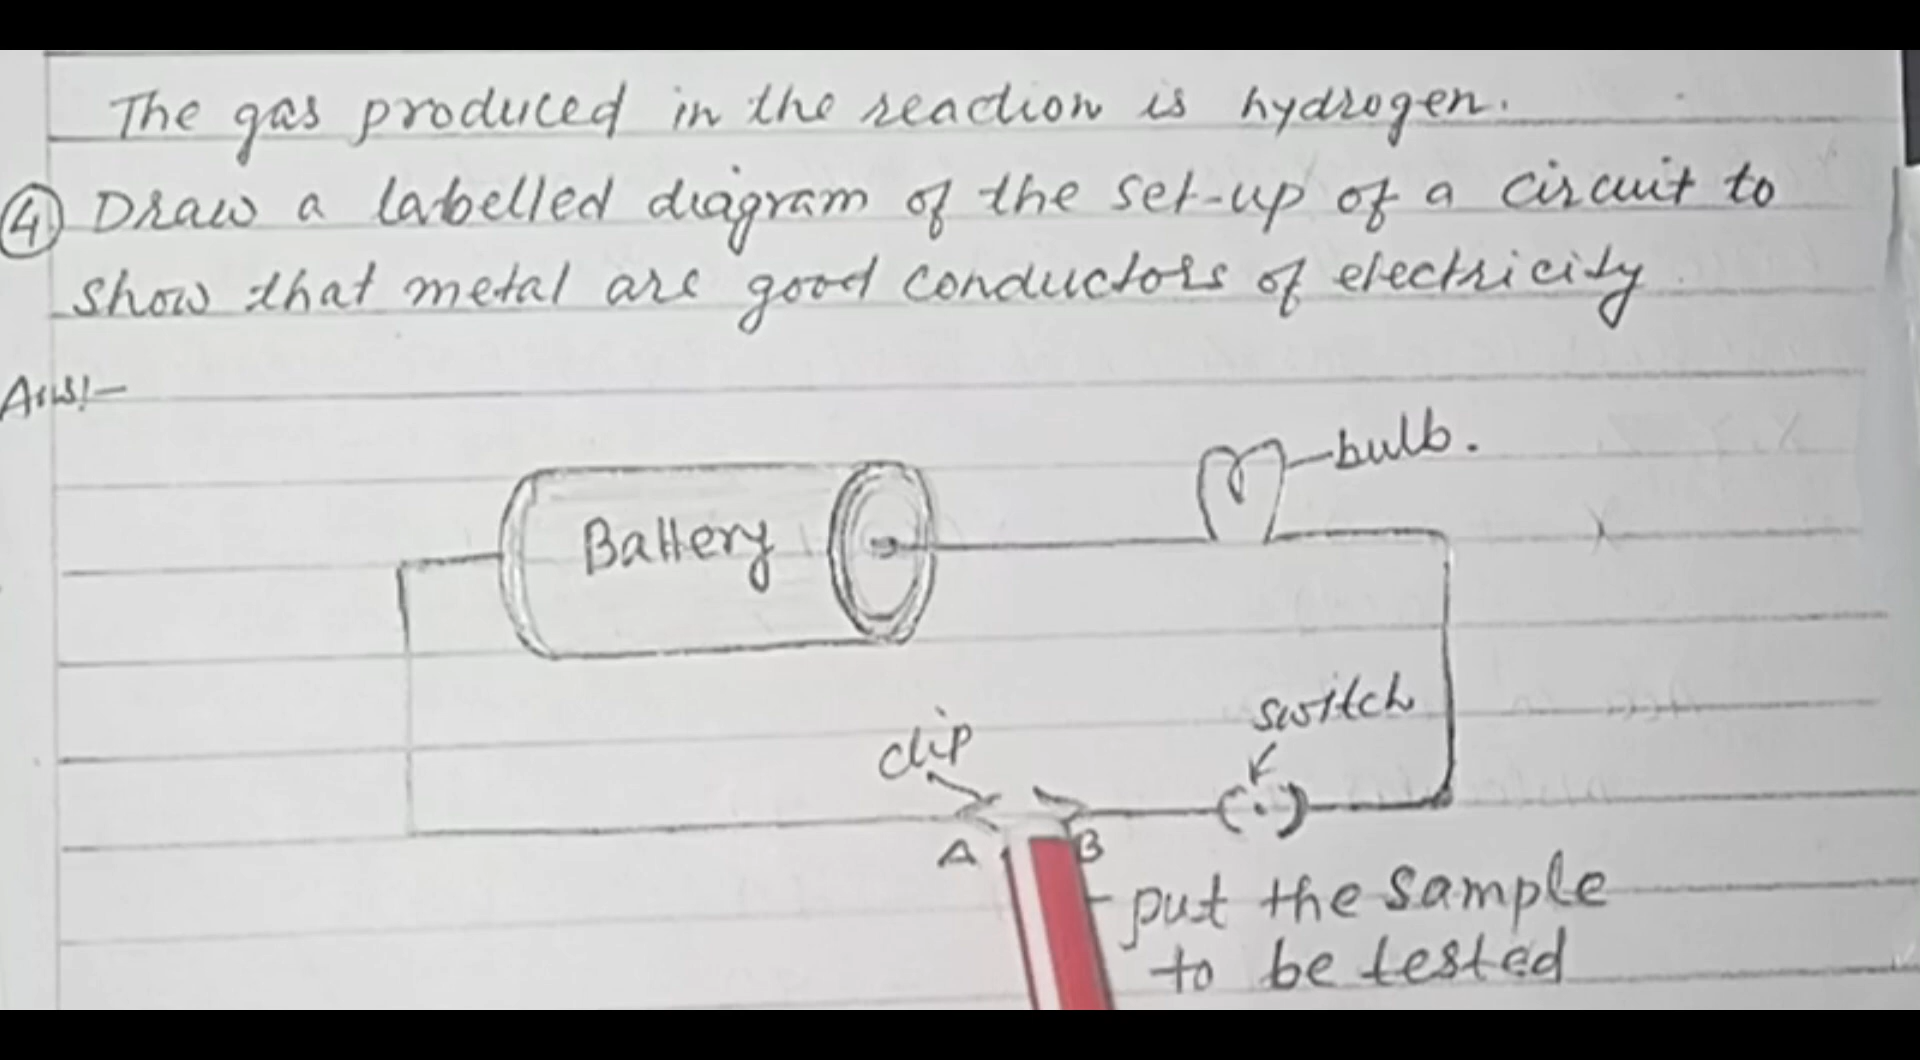 The gas produced in the reaction is hydrogen.
④ Draw a labelled diagram of the set-up of a circuit to
show that metal are good conductors of electricity.
Ans:-
bulb.
Battery
switch
clip
A
B
put the sample
to be tested